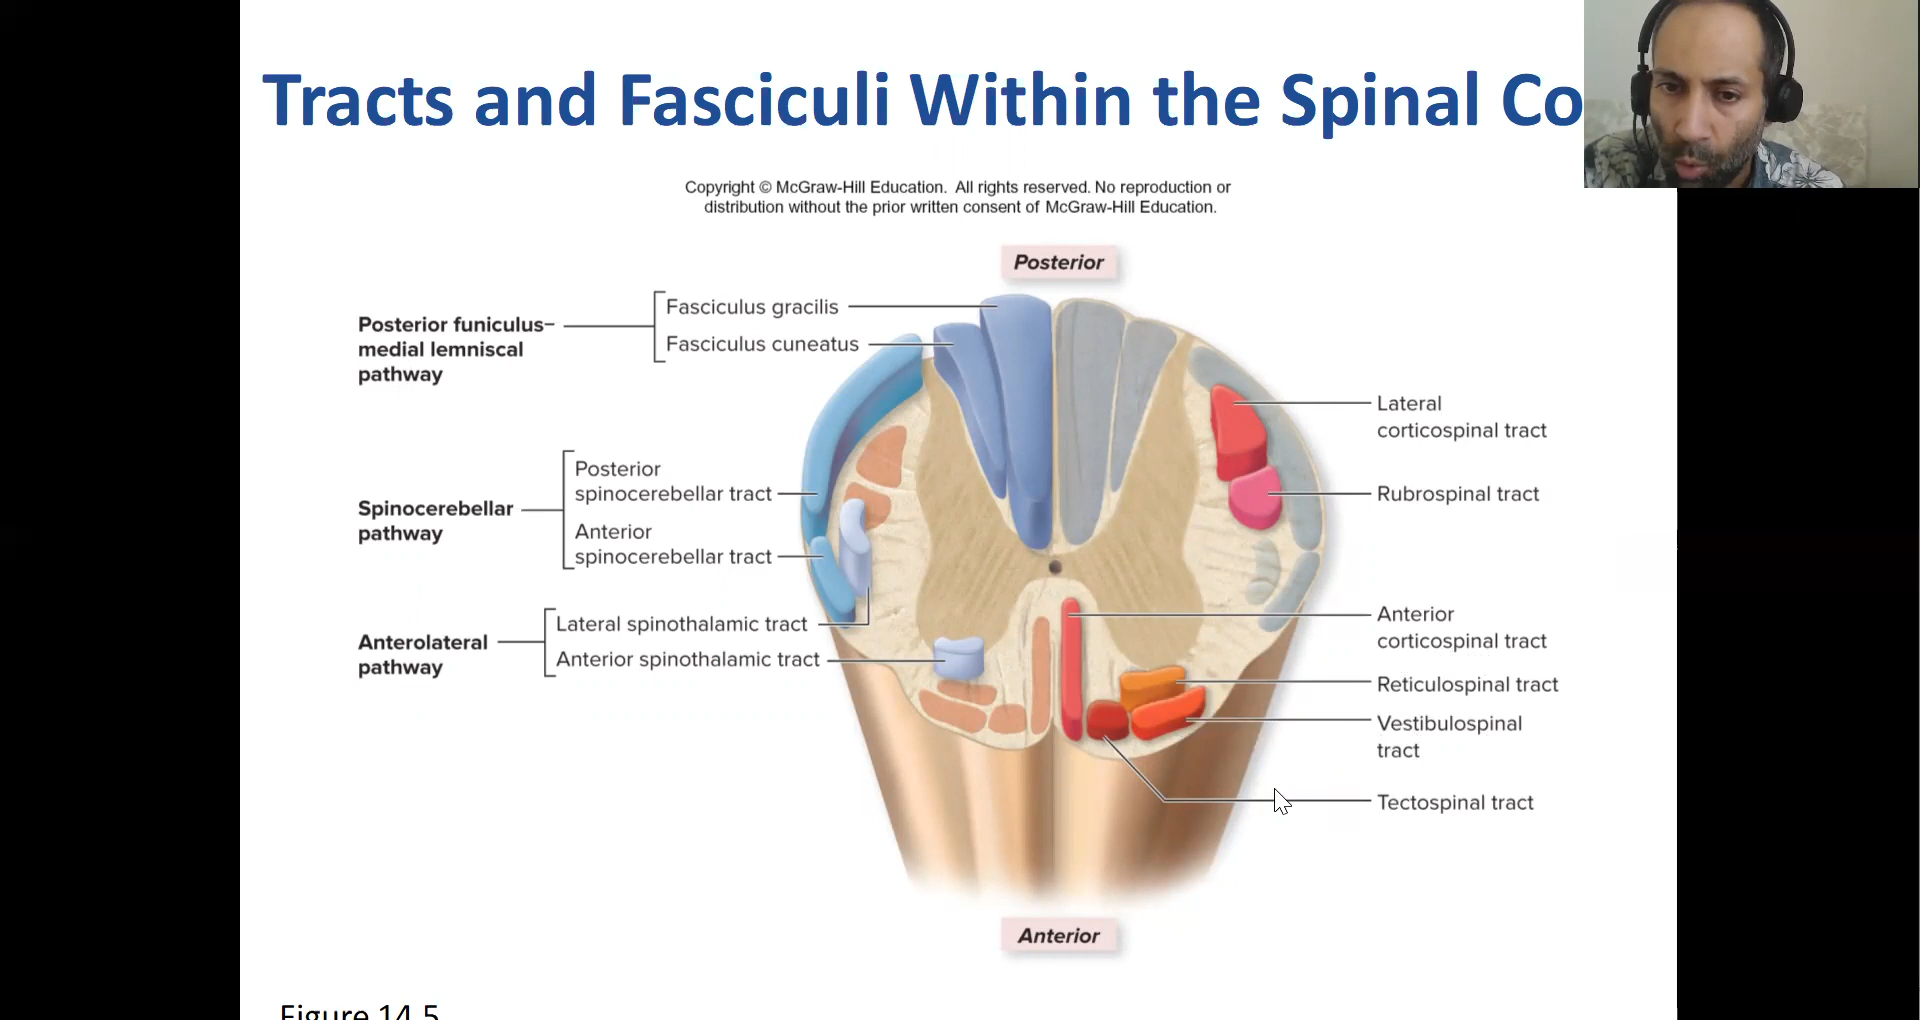 Tracts and Fasciculi Within the Spinal Co
Copyright © McGraw-Hill Education. All rights reserved. No reproduction or
distribution without the prior written consent of McGraw-Hill Education.
Posterior
Posterior funiculus–
medial lemniscal
pathway
Fasciculus gracilis
Fasciculus cuneatus
Spinocerebellar
pathway
Posterior
spinocerebellar tract
Anterior
spinocerebellar tract
Anterolateral
pathway
Lateral spinothalamic tract
Anterior spinothalamic tract
Lateral
corticospinal tract
Rubrospinal tract
Anterior
corticospinal tract
Reticulospinal tract
Vestibulospinal
tract
Tectospinal tract
Anterior
Figure 14.5